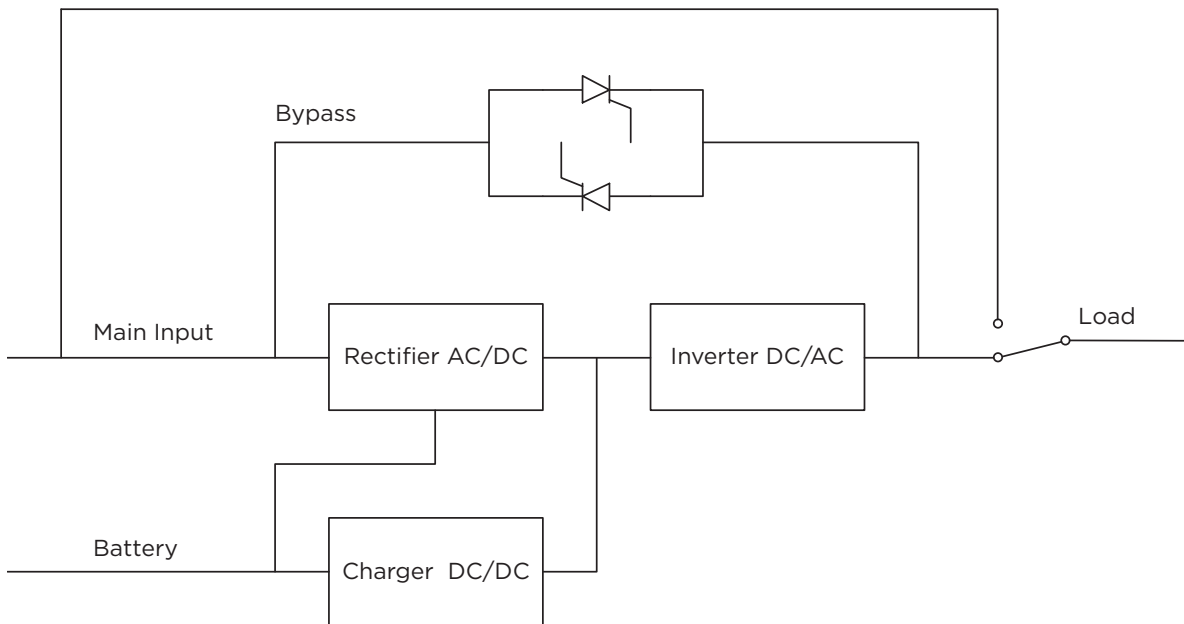 Bypass
Main Input
Rectifier AC/DC
Inverter DC/AC
Load
Battery
Charger DC/DC